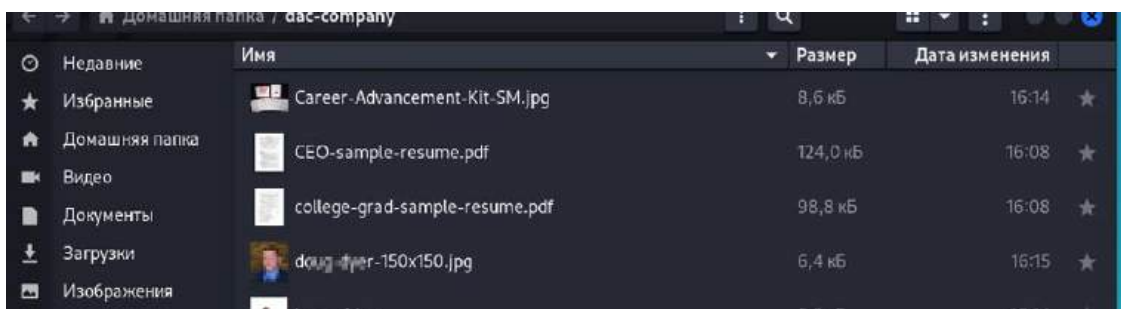 Домашняя папка / dac-company
Имя Размер Дата изменения
Недавние
Career-Advancement-Kit-SM.jpg 8,6 кБ 16:14
Избранные
Домашняя папка
CEO-sample-resume.pdf 124,0 кБ 16:08
Видео
college-grad-sample-resume.pdf 98,8 кБ 16:08
Документы
Загрузки
doug-dyer-150x150.jpg 6,4 кБ 16:15
Изображения